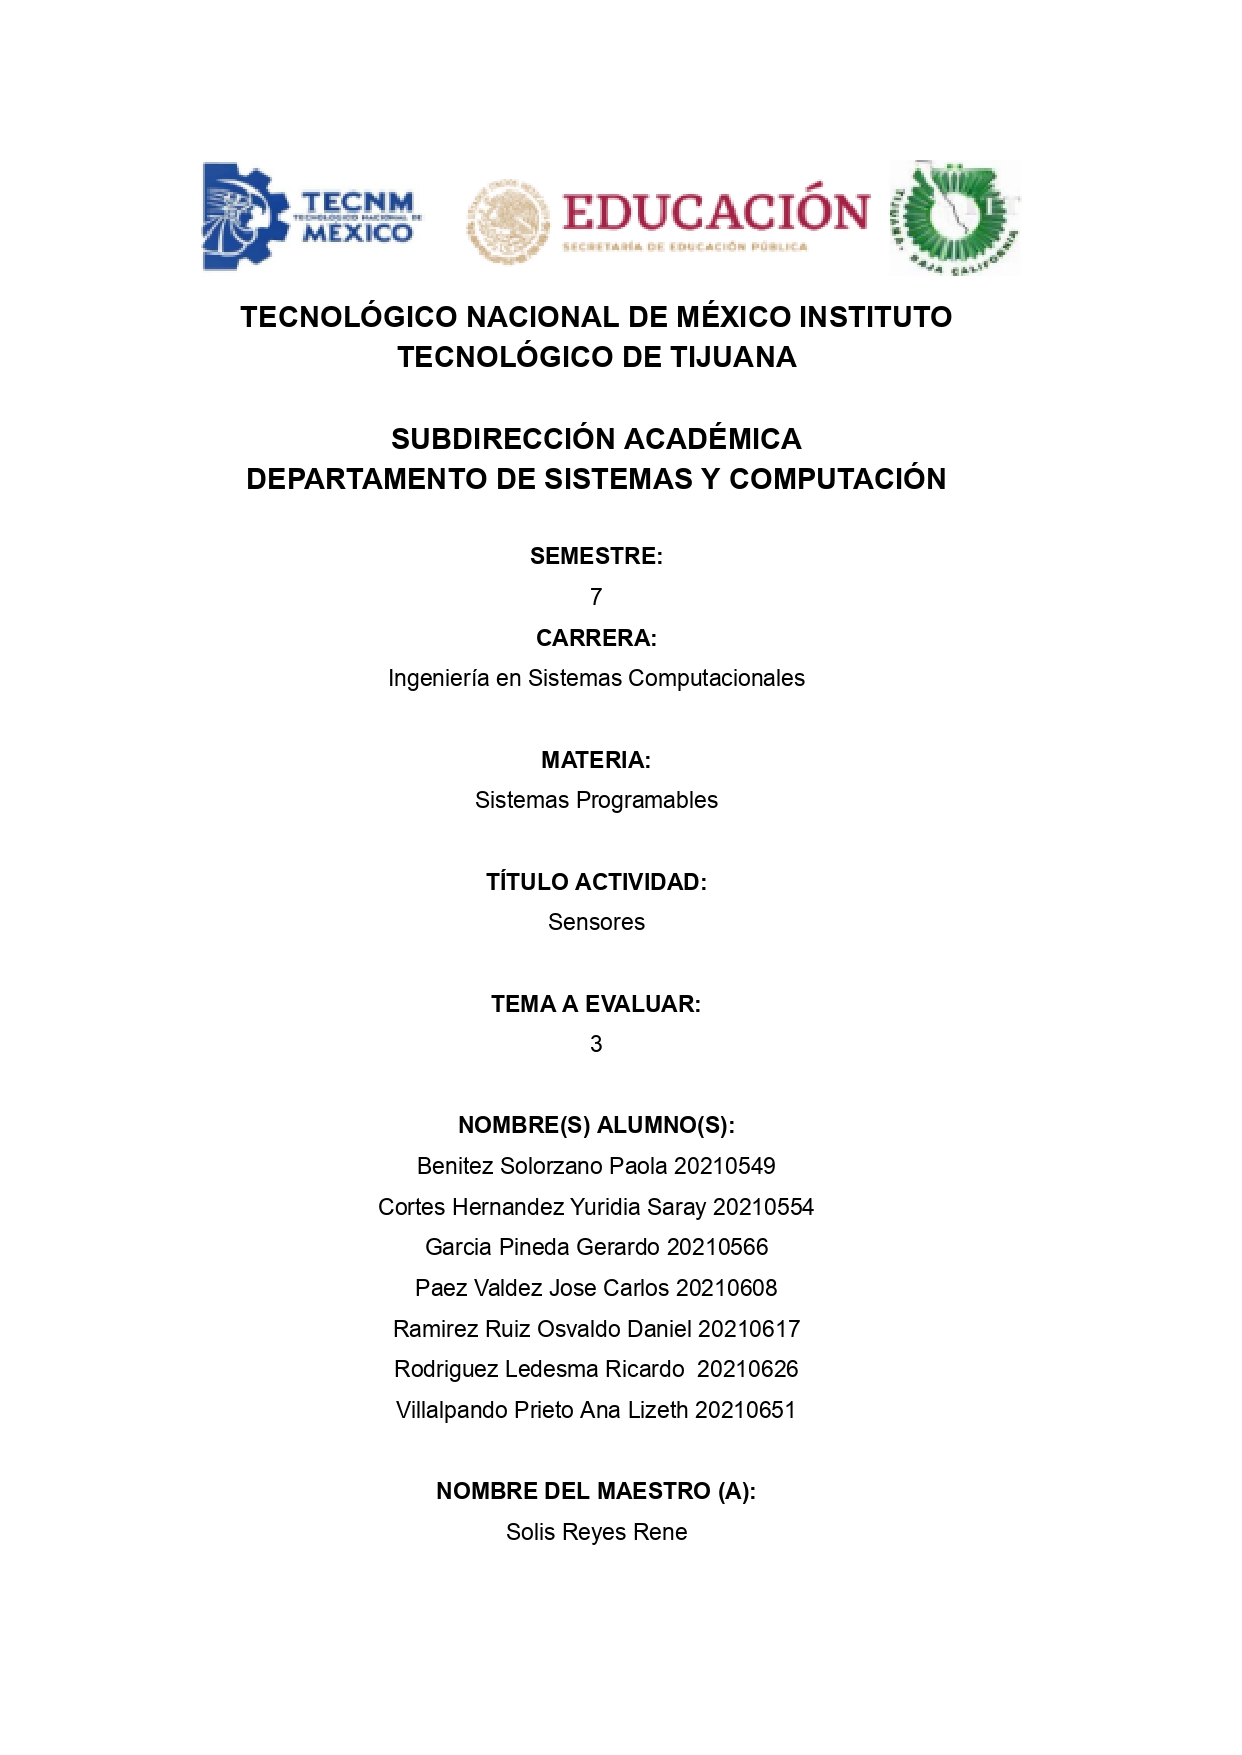 TECNM
TECNOLÓGICO NACIONAL DE
MÉXICO
EDUCACIÓN
SECRETARÍA DE EDUCACIÓN PÚBLICA
TIJUANA, BAJA CALIFORNIA
TECNOLÓGICO NACIONAL DE MÉXICO INSTITUTO
TECNOLÓGICO DE TIJUANA
SUBDIRECCIÓN ACADÉMICA
DEPARTAMENTO DE SISTEMAS Y COMPUTACIÓN
SEMESTRE:
7
CARRERA:
Ingeniería en Sistemas Computacionales
MATERIA:
Sistemas Programables
TÍTULO ACTIVIDAD:
Sensores
TEMA A EVALUAR:
3
NOMBRE(S) ALUMNO(S):
Benitez Solorzano Paola 20210549
Cortes Hernandez Yuridia Saray 20210554
Garcia Pineda Gerardo 20210566
Paez Valdez Jose Carlos 20210608
Ramirez Ruiz Osvaldo Daniel 20210617
Rodriguez Ledesma Ricardo  20210626
Villalpando Prieto Ana Lizeth 20210651
NOMBRE DEL MAESTRO (A):
Solis Reyes Rene